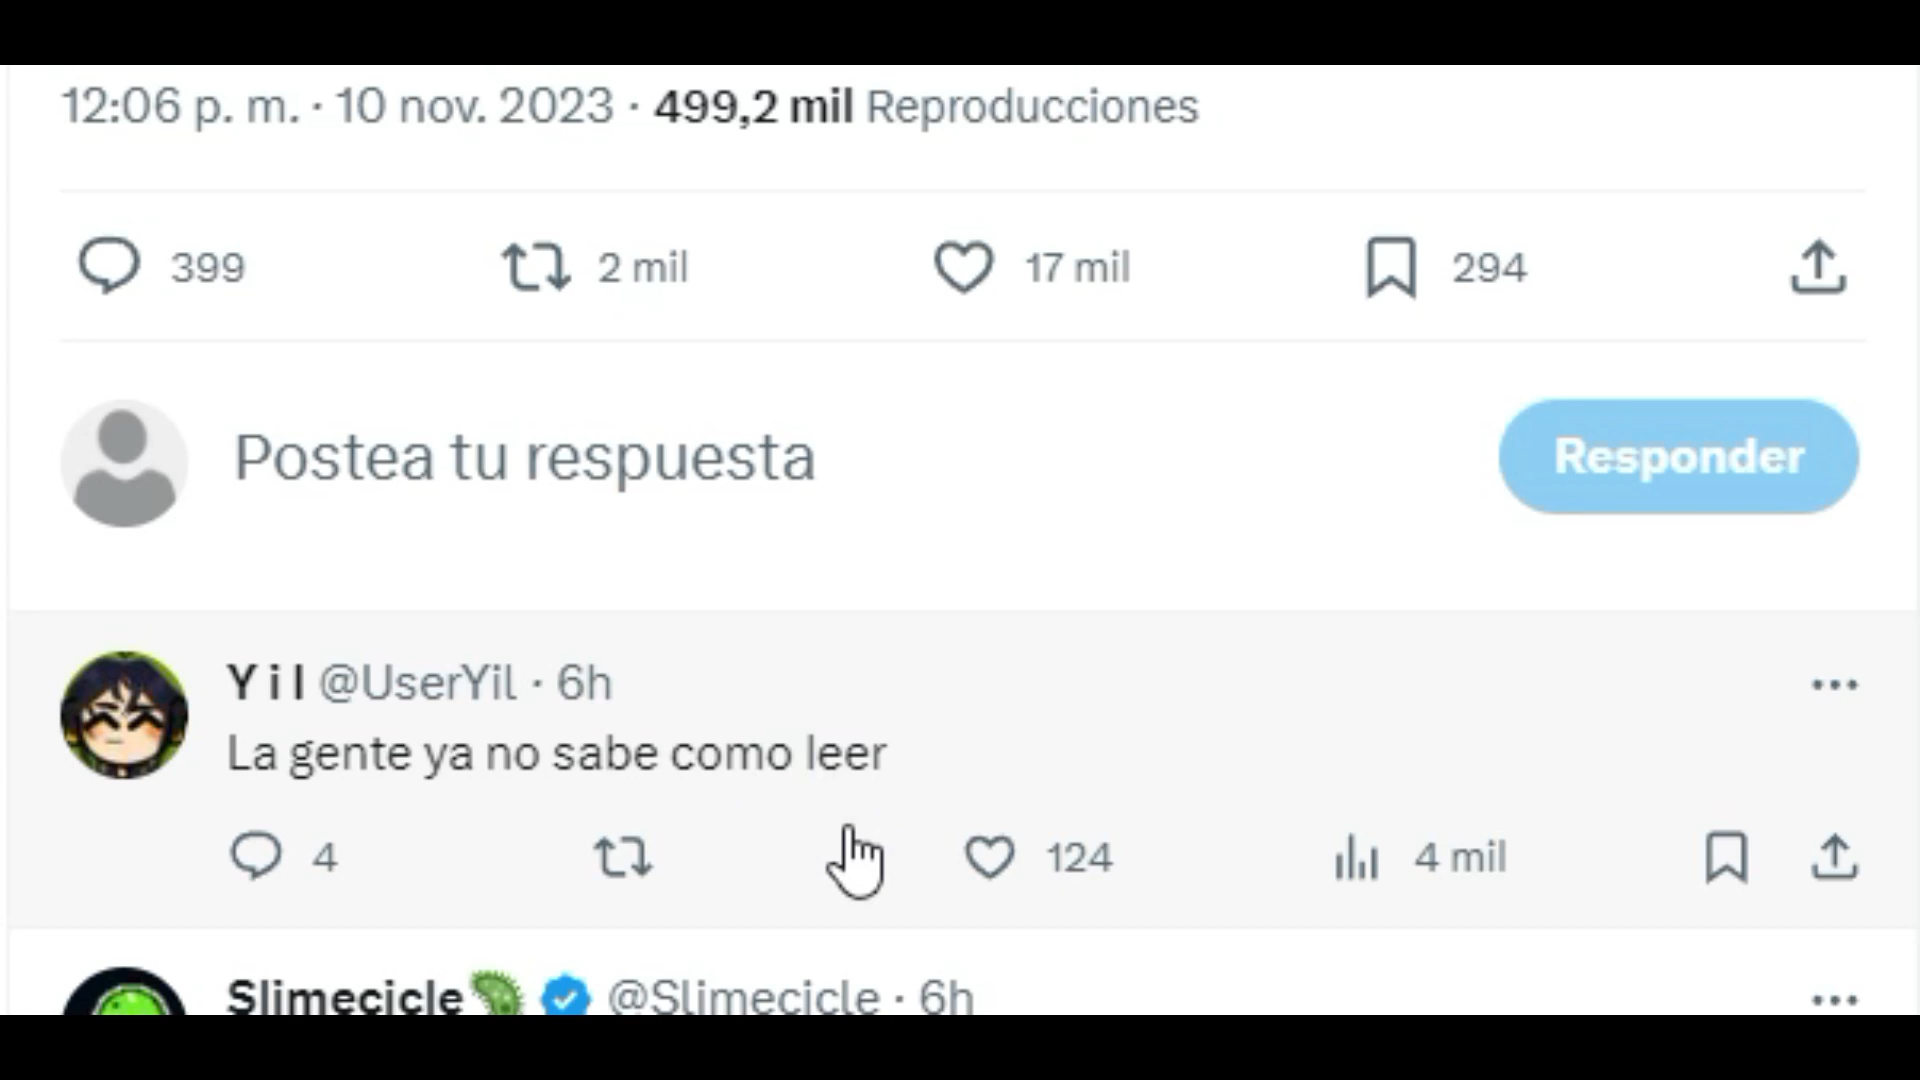 12:06 p. m. · 10 nov. 2023 · 499,2 mil Reproducciones
399 2 mil 17 mil 294
Postea tu respuesta Responder
Y i l @UserYil · 6h
La gente ya no sabe como leer
4 124 4 mil
Slimecicle @Slimecicle · 6h